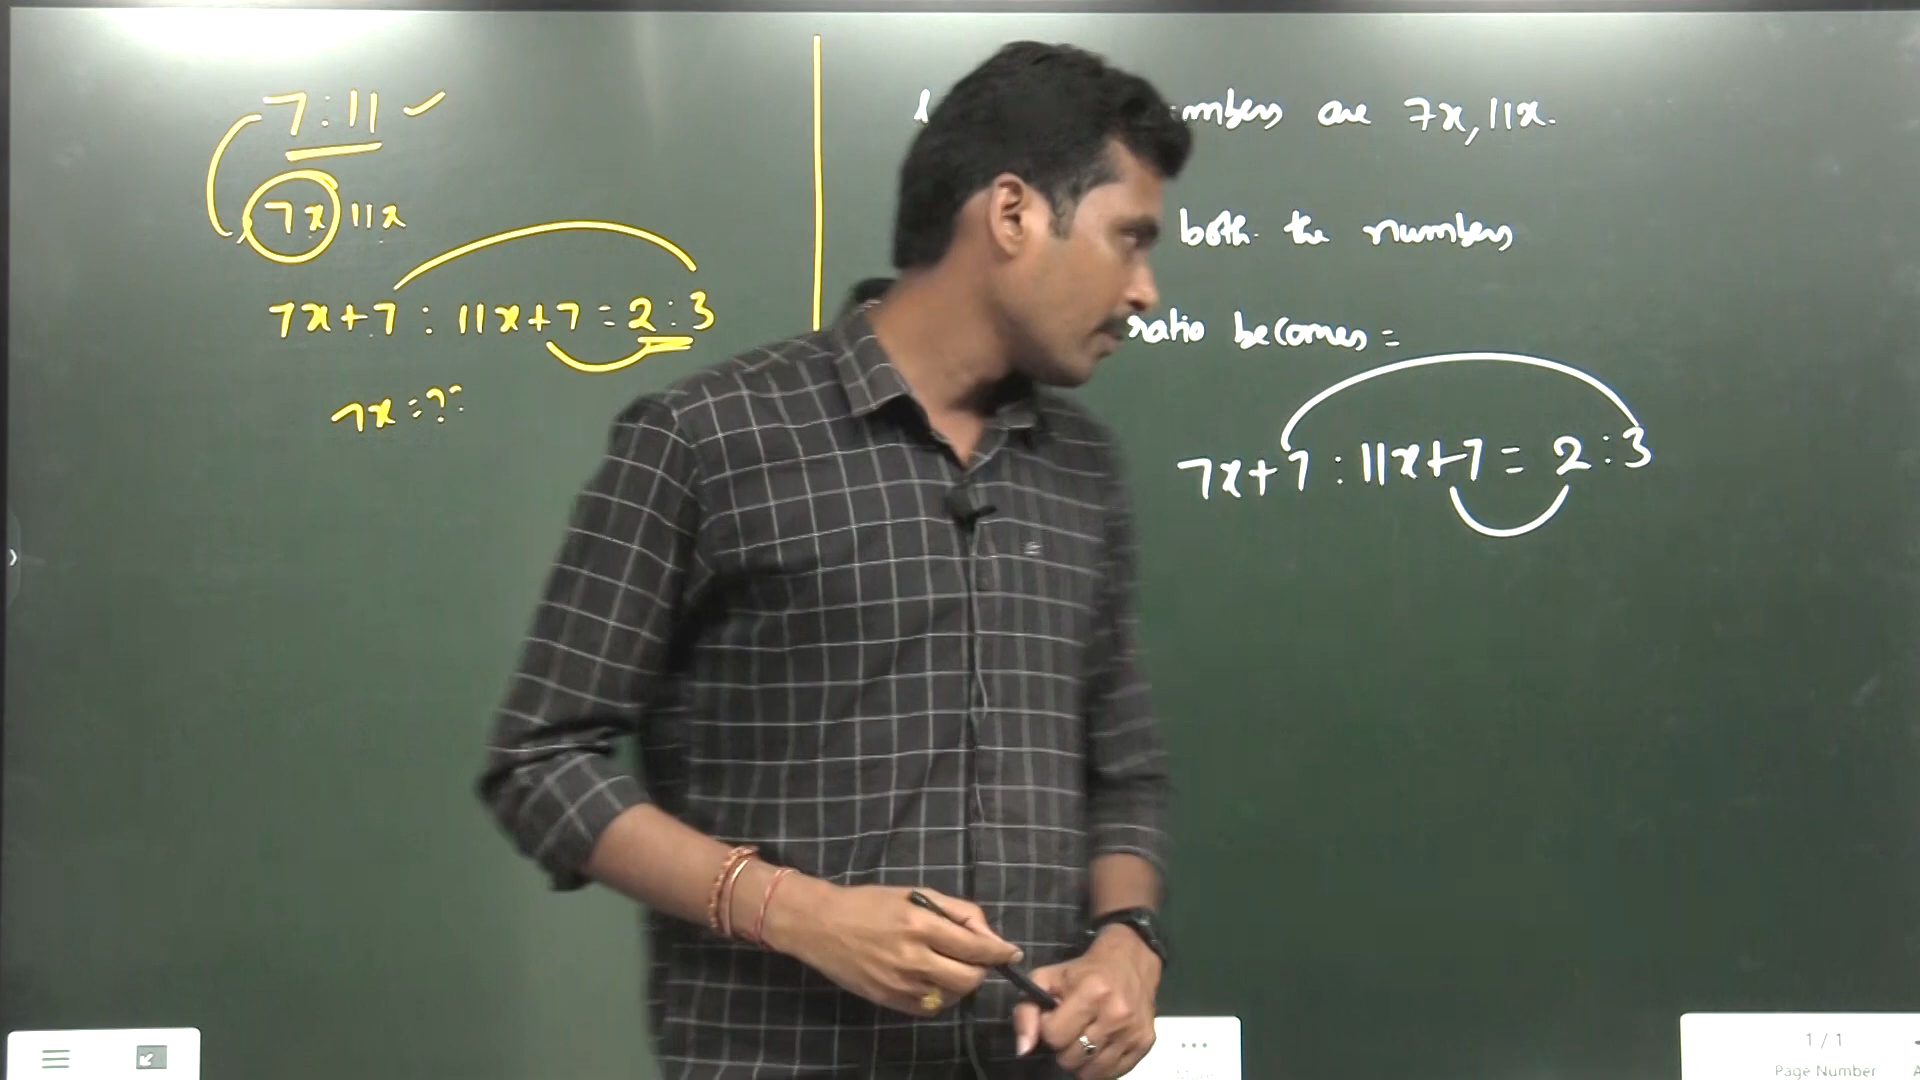 7:11 ✓
7x 11x
7x+7 : 11x+7 = 2:3
7x = ??
are 7x, 11x.
both the numbers
ratio becomes =
7x+7 : 11x+7 = 2:3
1 / 1
Page Number